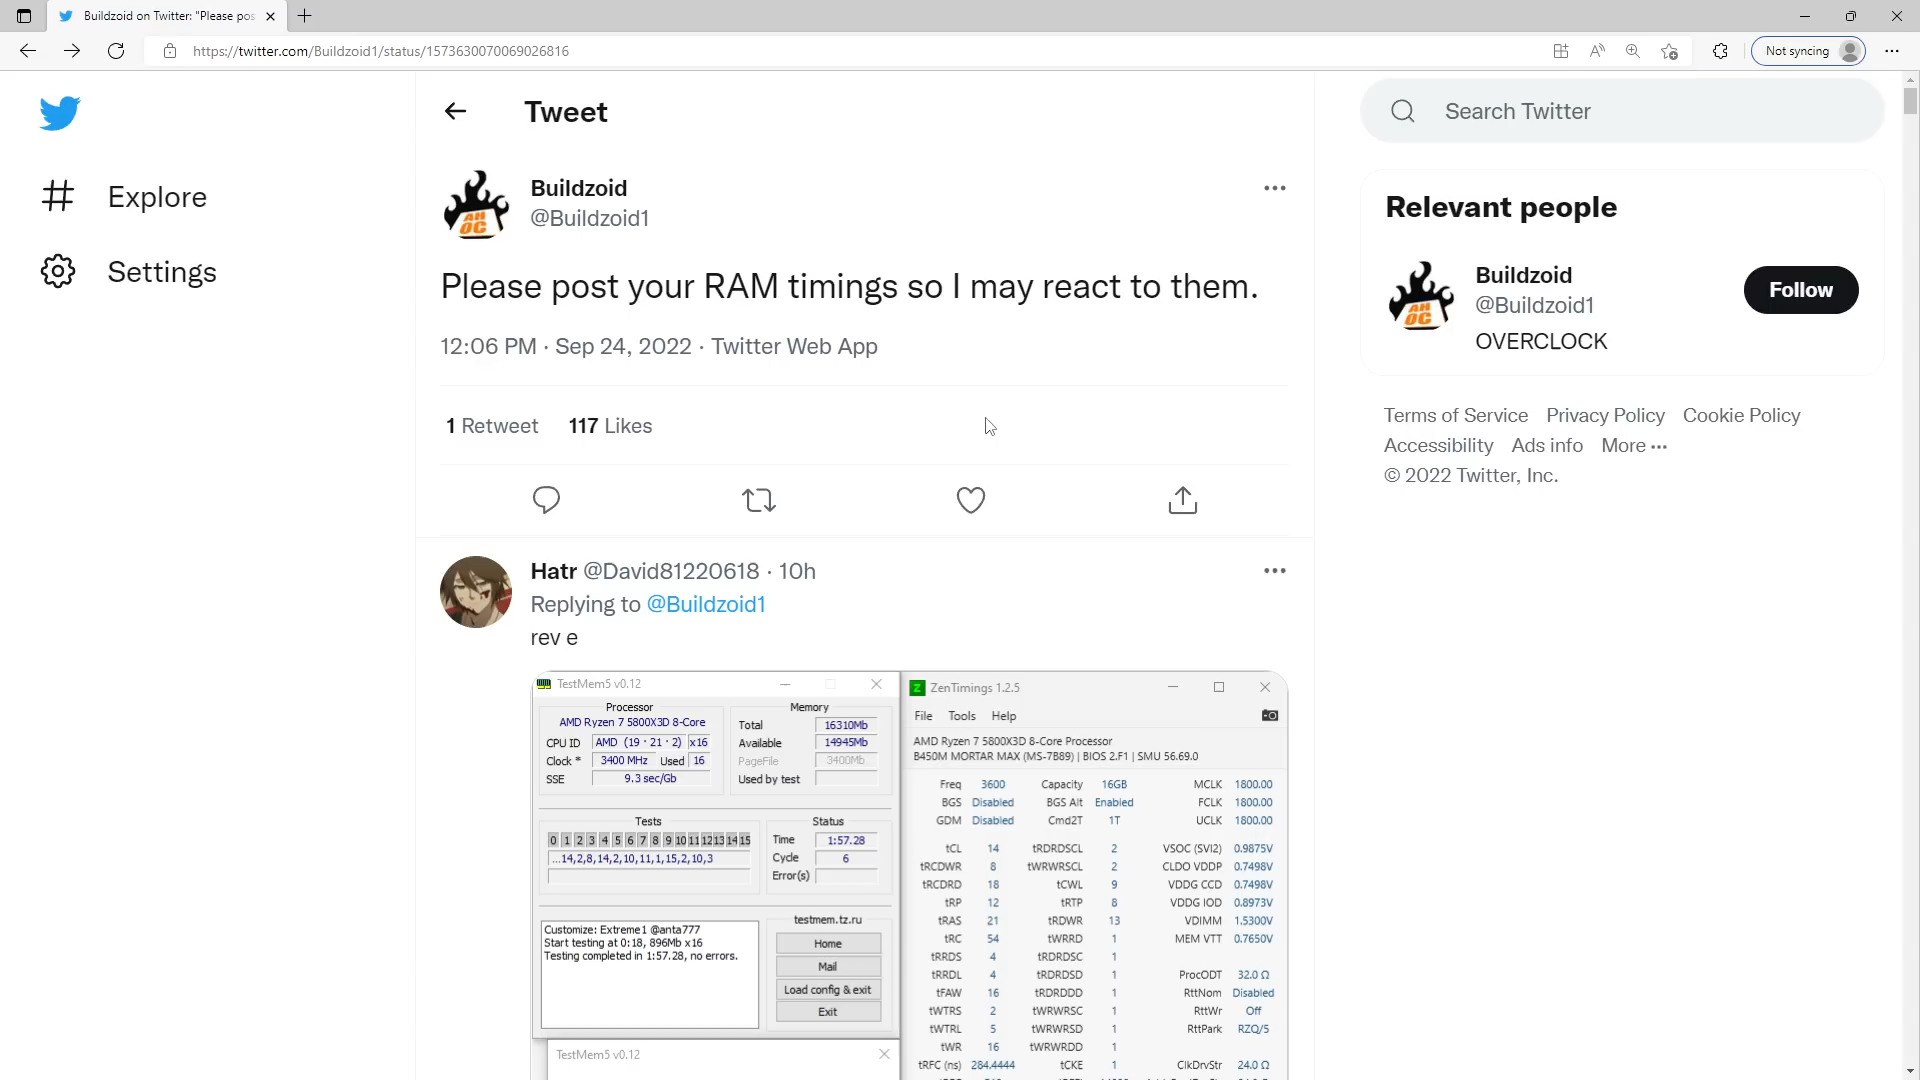 Buildzoid on Twitter: "Please pos
https://twitter.com/Buildzoid1/status/1573630070069026816
Not syncing
Tweet
Search Twitter
Explore
Settings
Buildzoid
@Buildzoid1
Please post your RAM timings so I may react to them.
12:06 PM · Sep 24, 2022 · Twitter Web App
1 Retweet 117 Likes
Relevant people
Buildzoid
@Buildzoid1
OVERCLOCK
Follow
Terms of Service Privacy Policy Cookie Policy
Accessibility Ads info More ···
© 2022 Twitter, Inc.
Hatr @David81220618 · 10h
Replying to @Buildzoid1
rev e
TestMem5 v0.12
Processor
AMD Ryzen 7 5800X3D 8-Core
CPU ID AMD (19 · 21 · 2) x16
Clock * 3400 MHz Used 16
SSE 9.3 sec/Gb
Memory
Total 16310Mb
Available 14945Mb
PageFile 3400Mb
Used by test
Tests
0 1 2 3 4 5 6 7 8 9 10 11 12 13 14 15
...14,2,8,14,2,10,11,1,15,2,10,3
Status
Time 1:57.28
Cycle 6
Error(s)
Customize: Extreme1 @anta777
Start testing at 0:18, 896Mb x16
Testing completed in 1:57.28, no errors.
testmem.tz.ru
Home
Mail
Load config & exit
Exit
TestMem5 v0.12
ZenTimings 1.2.5
File Tools Help
AMD Ryzen 7 5800X3D 8-Core Processor
B450M MORTAR MAX (MS-7B89) | BIOS 2.F1 | SMU 56.69.0
Freq 3600 Capacity 16GB MCLK 1800.00
BGS Disabled BGS Alt Enabled FCLK 1800.00
GDM Disabled Cmd2T 1T UCLK 1800.00
tCL 14 tRDRDSCL 2 VSOC (SVI2) 0.9875V
tRCDWR 8 tWRWRSCL 2 CLDO VDDP 0.7498V
tRCDRD 18 tCWL 9 VDDG CCD 0.7498V
tRP 12 tRTP 8 VDDG IOD 0.8973V
tRAS 21 tRDWR 13 VDIMM 1.5300V
tRC 54 tWRRD 1 MEM VTT 0.7650V
tRRDS 4 tRDRDSC 1
tRRDL 4 tRDRDSD 1 ProcODT 32.0 Ω
tFAW 16 tRDRDDD 1 RttNom Disabled
tWTRS 2 tWRWRSC 1 RttWr Off
tWTRL 5 tWRWRSD 1 RttPark RZQ/5
tWR 16 tWRWRDD 1
tRFC (ns) 284.4444 tCKE 1 ClkDrvStr 24.0 Ω